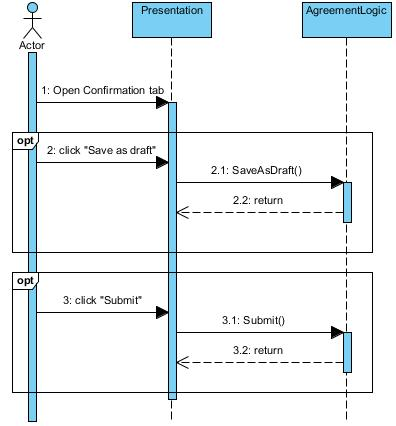 Presentation
AgreementLogic
Actor
1: Open Confirmation tab
opt
2: click "Save as draft"
2.1: SaveAsDraft()
2.2: return
opt
3: click "Submit"
3.1: Submit()
3.2: return